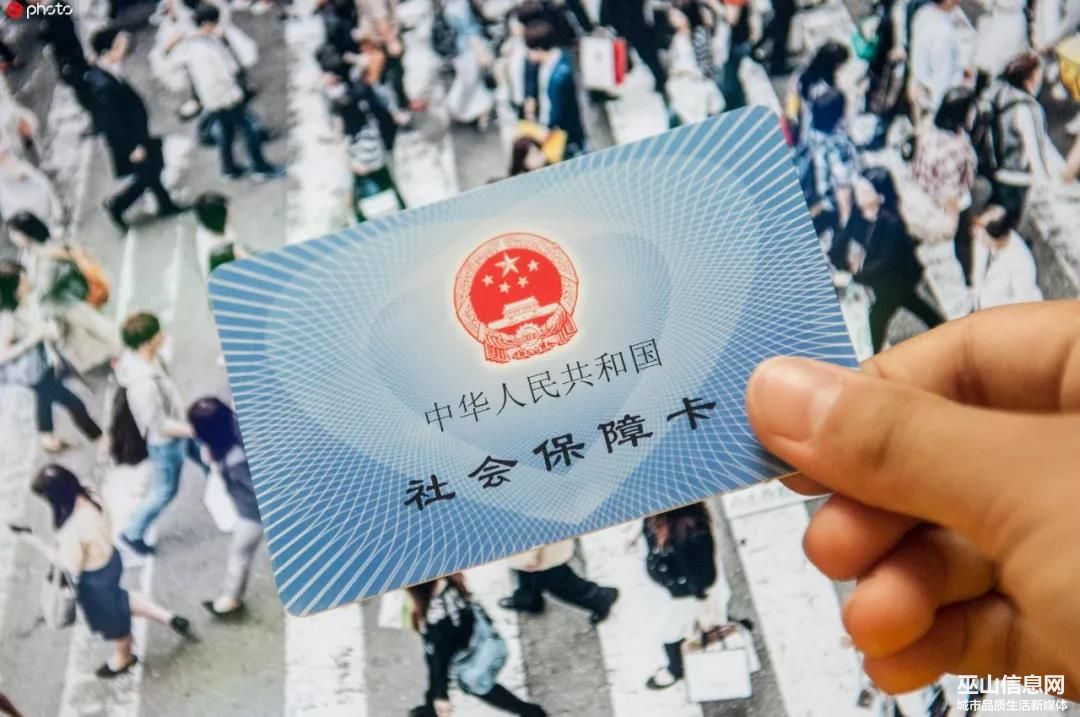 photo
中华人民共和国
社会保障卡
巫山信息网
城市品质生活新媒体